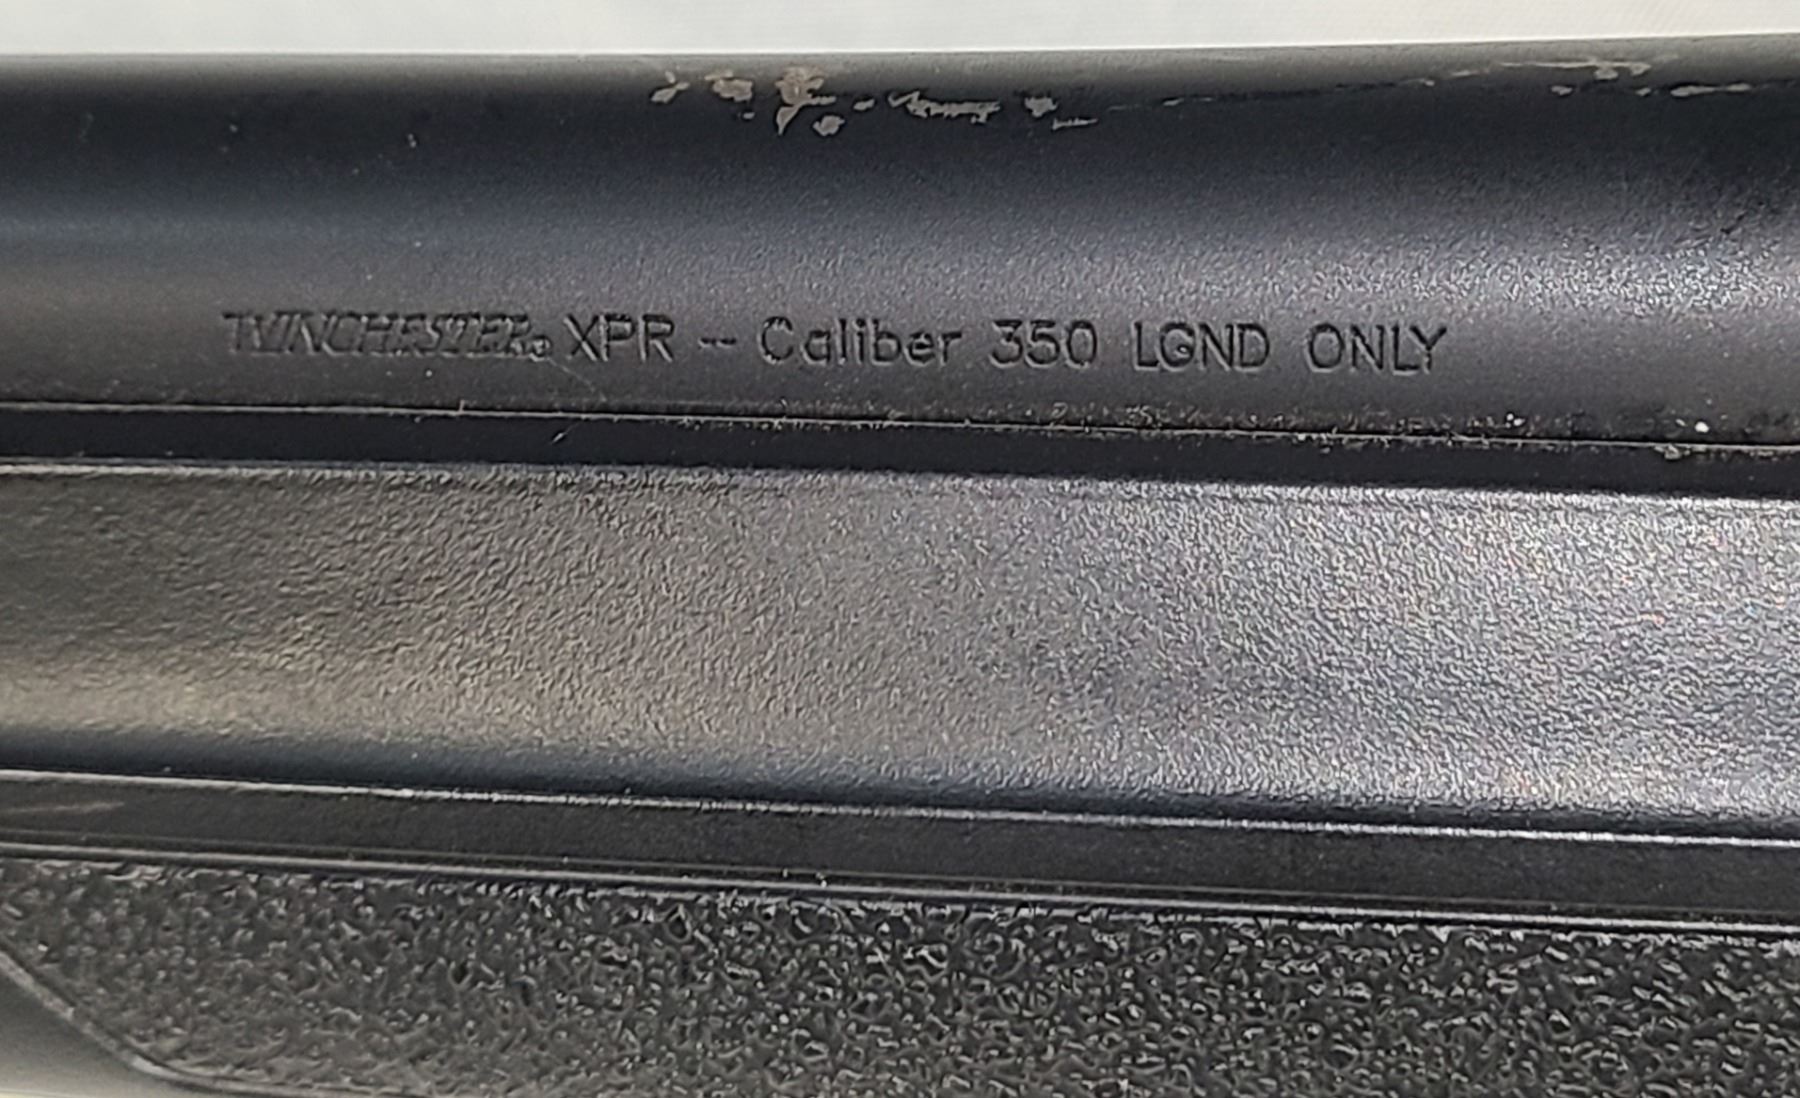 WINCHESTER® XPR -- Caliber 350 LGND ONLY